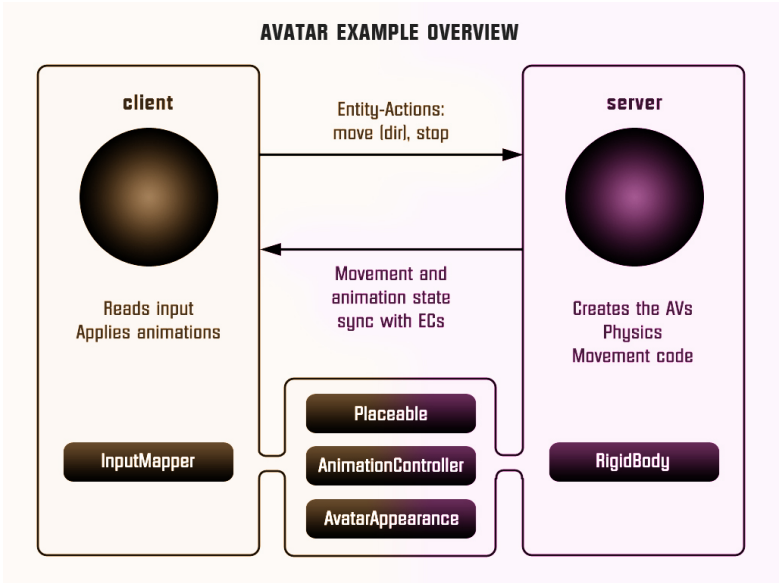 AVATAR EXAMPLE OVERVIEW
client
Reads input
Applies animations
InputMapper
Entity-Actions:
move (dir), stop
Movement and
animation state
sync with ECs
Placeable
AnimationController
AvatarAppearance
server
Creates the AVs
Physics
Movement code
RigidBody